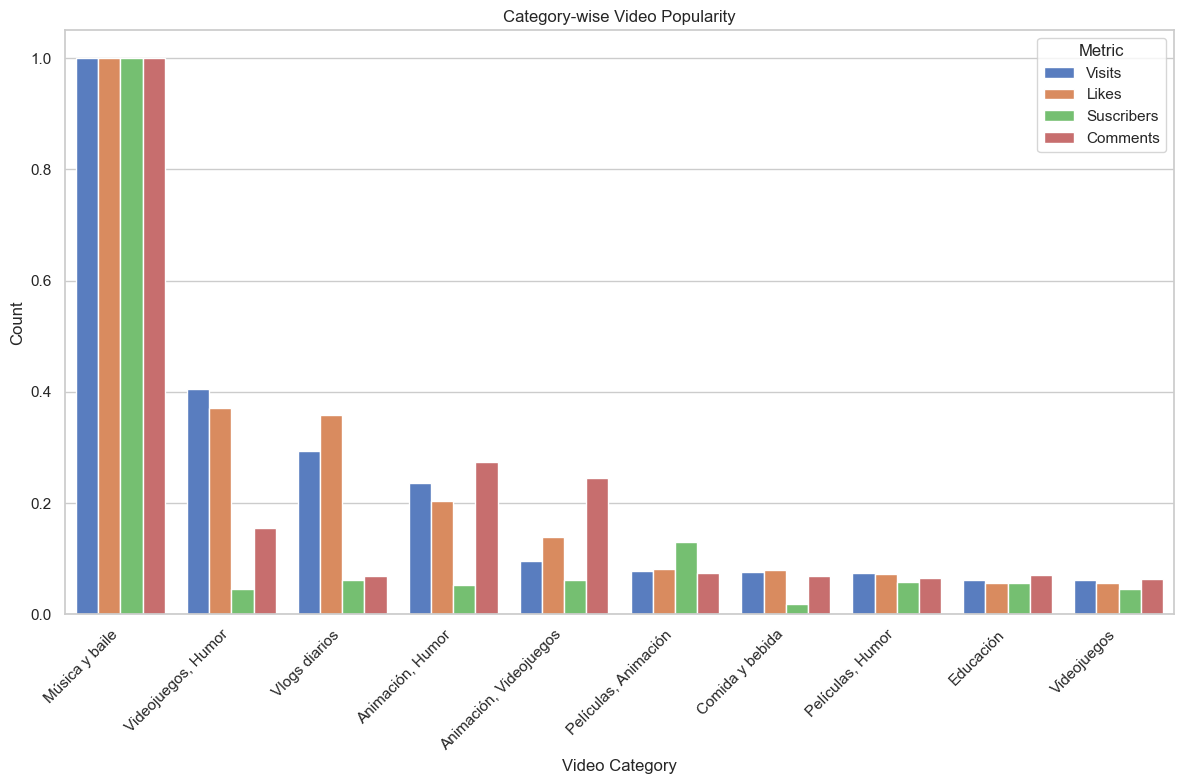 Category-wise Video Popularity
Metric
Visits
Likes
Suscribers
Comments
Count
1.0
0.8
0.6
0.4
0.2
0.0
Música y baile
Videojuegos, Humor
Vlogs diarios
Animación, Humor
Animación, Videojuegos
Películas, Animación
Comida y bebida
Películas, Humor
Educación
Videojuegos
Video Category